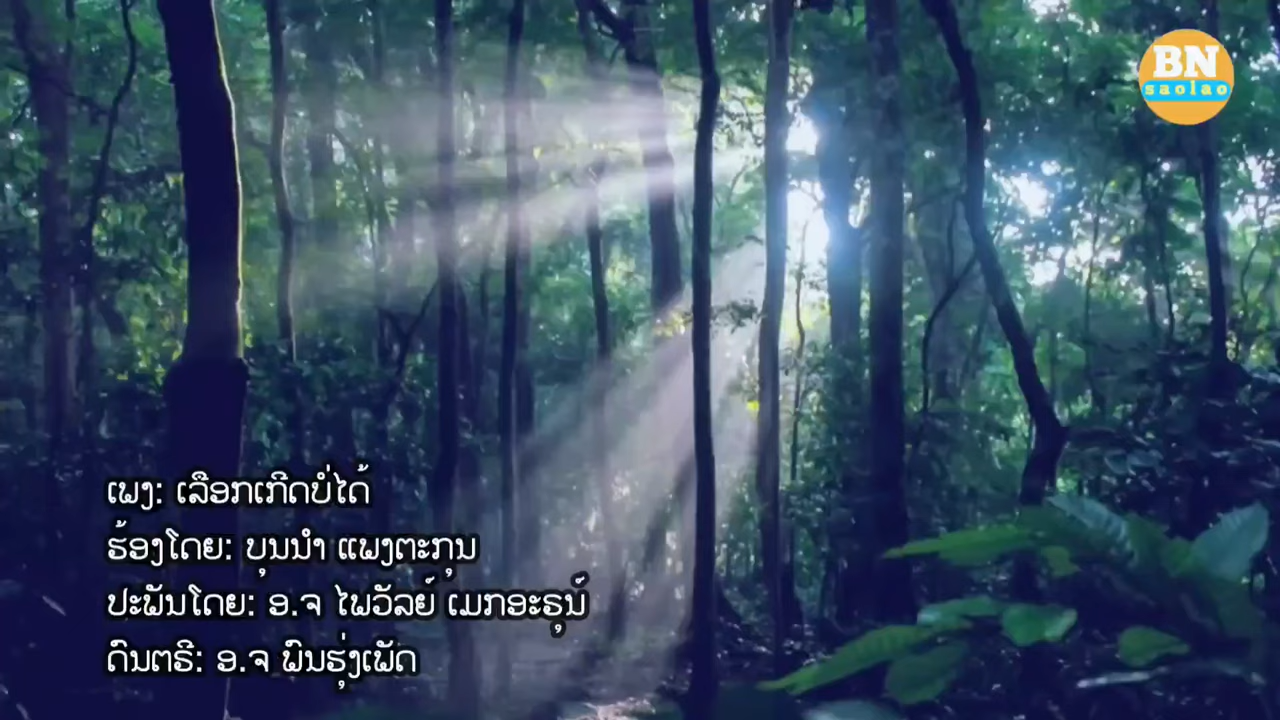 BN
saolao
ເພງ: ເລືອກເກີດບໍ່ໄດ້
ຮ້ອງໂດຍ: ບຸນນຳ ແພງຕະກຸນ
ປະພັນໂດຍ: ອ.ຈ ໄພວັລຍ໌ ເມກອະຣຸນ໌
ດົນຕຣີ: ອ.ຈ ພົນຮຸ່ງເພັດ